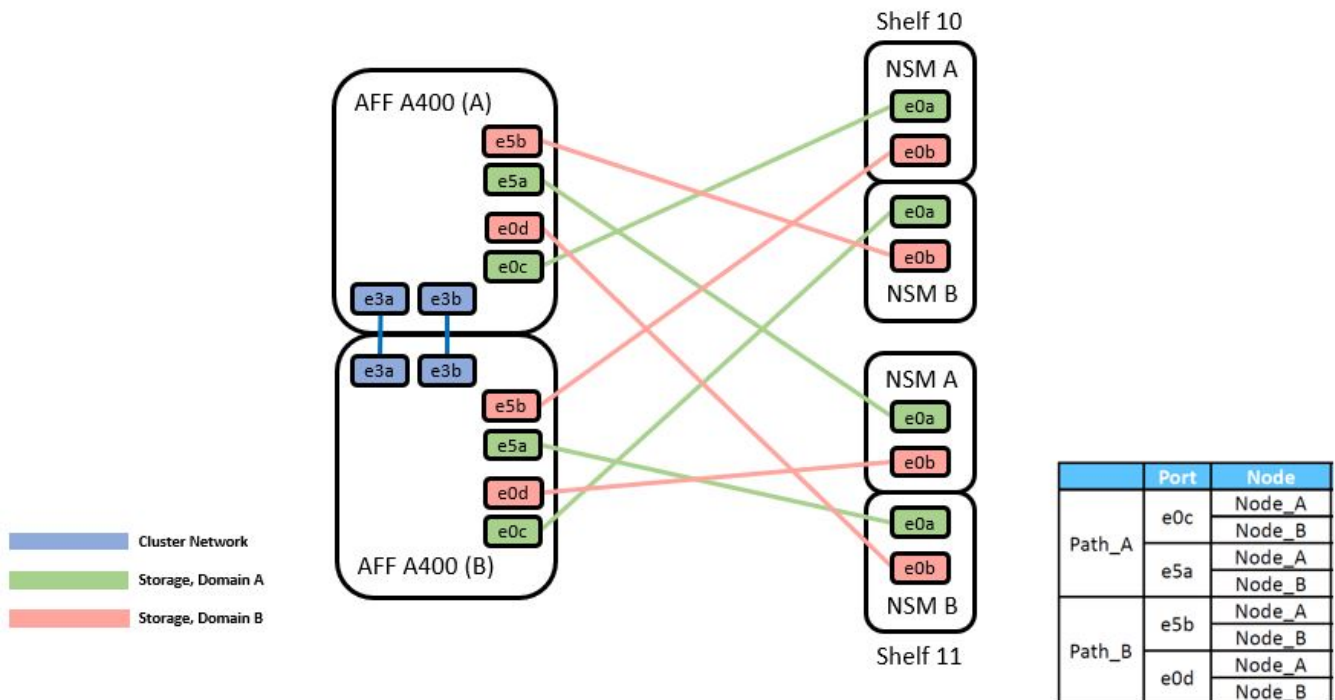 Shelf 10
AFF A400 (A)
e5b
e5a
e0d
e0c
e3a e3b
e3a e3b
e5b
e5a
e0d
e0c
AFF A400 (B)
NSM A
e0a
e0b
e0a
e0b
NSM B
NSM A
e0a
e0b
e0a
e0b
NSM B
Shelf 11
Cluster Network
Storage, Domain A
Storage, Domain B
Port Node
Path_A e0c Node_A
Node_B
e5a Node_A
Node_B
Path_B e5b Node_A
Node_B
e0d Node_A
Node_B